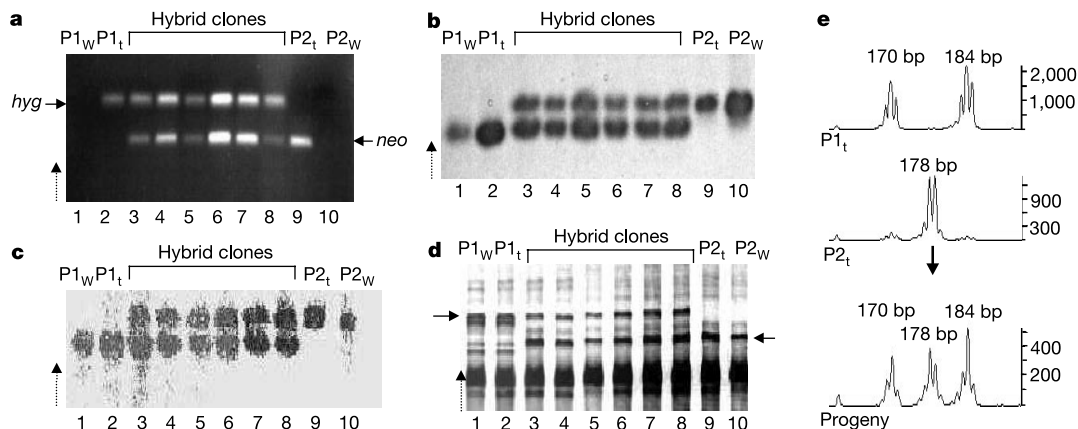 a
Hybrid clones
P1W P1t P2t P2W
hyg
neo
1 2 3 4 5 6 7 8 9 10
b
Hybrid clones
P1W P1t P2t P2W
1 2 3 4 5 6 7 8 9 10
c
Hybrid clones
P1W P1t P2t P2W
1 2 3 4 5 6 7 8 9 10
d
Hybrid clones
P1W P1t P2t P2W
1 2 3 4 5 6 7 8 9 10
e
170 bp 184 bp
2,000
1,000
P1t
178 bp
900
300
P2t
170 bp 184 bp
178 bp
400
200
Progeny